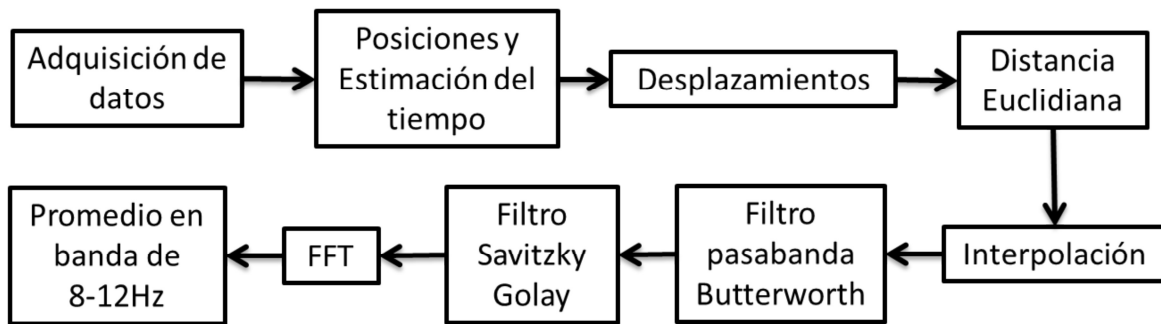 Adquisición de
datos
Posiciones y
Estimación del
tiempo
Desplazamientos
Distancia
Euclidiana
Interpolación
Filtro
pasabanda
Butterworth
Filtro
Savitzky
Golay
FFT
Promedio en
banda de
8-12Hz